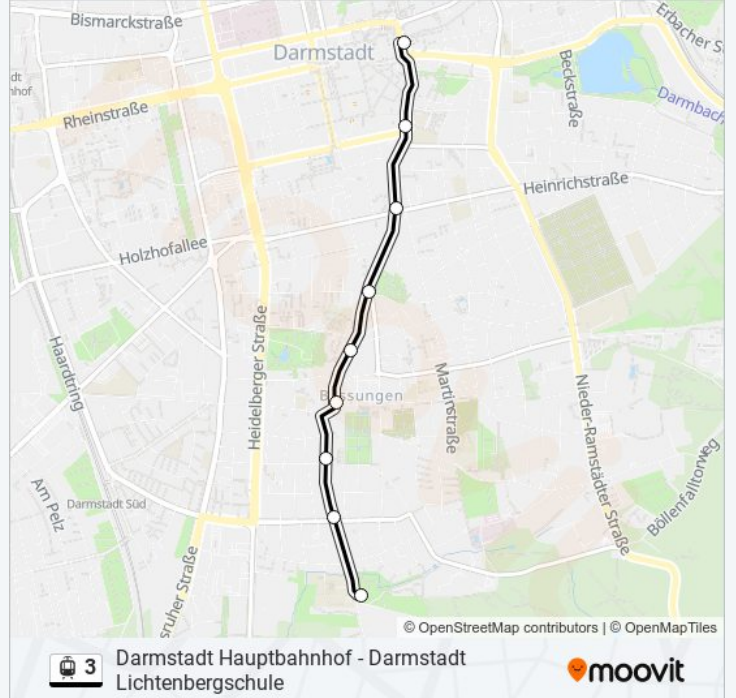 Bismarckstraße
Erbacher S
Darmstadt
dt
hof
Beckstraße
Rheinstraße
Darmbach
Heinrichstraße
Holzhofallee
Haardtring
Heidelberger Straße
Martinstraße
Bessungen
Nieder-Ramstädter Straße
Am Pelz
Darmstadt Süd
Böllenfalltorweg
sruher Straße
© OpenStreetMap contributors | © OpenMapTiles
3
Darmstadt Hauptbahnhof - Darmstadt
Lichtenbergschule
moovit